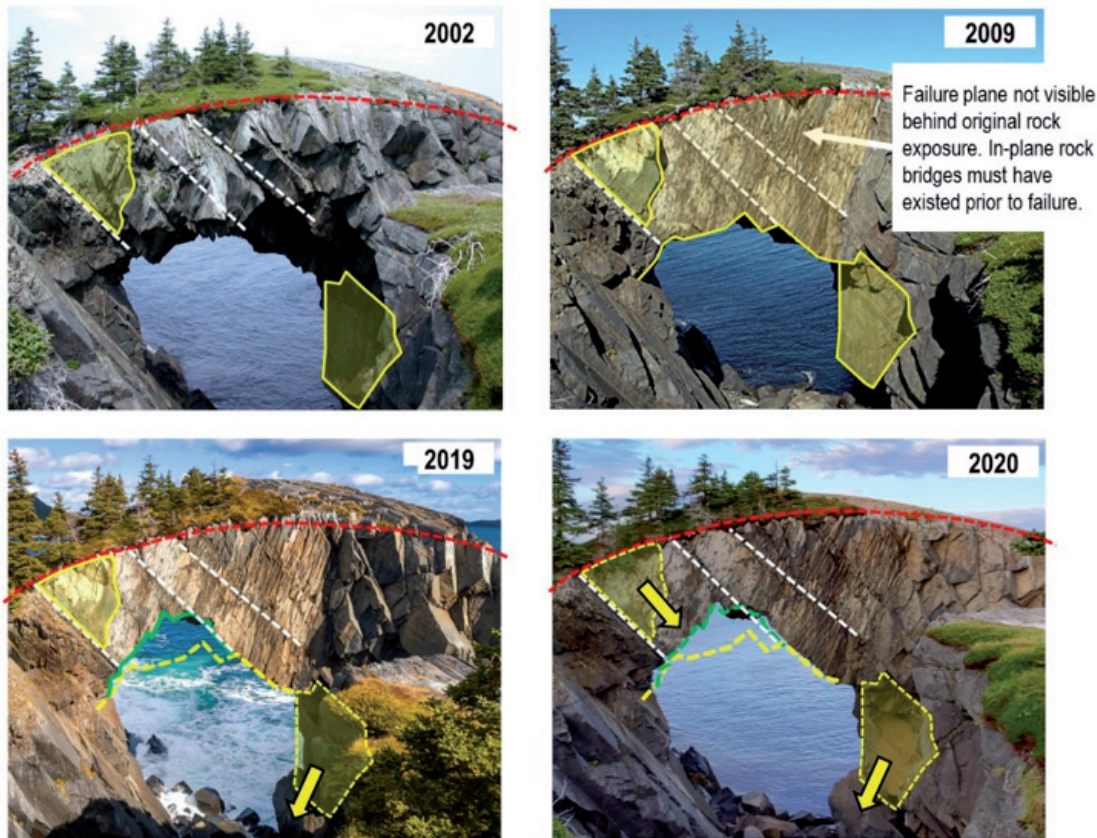 2002
2009
Failure plane not visible
behind original rock
exposure. In-plane rock
bridges must have
existed prior to failure.
2019
2020